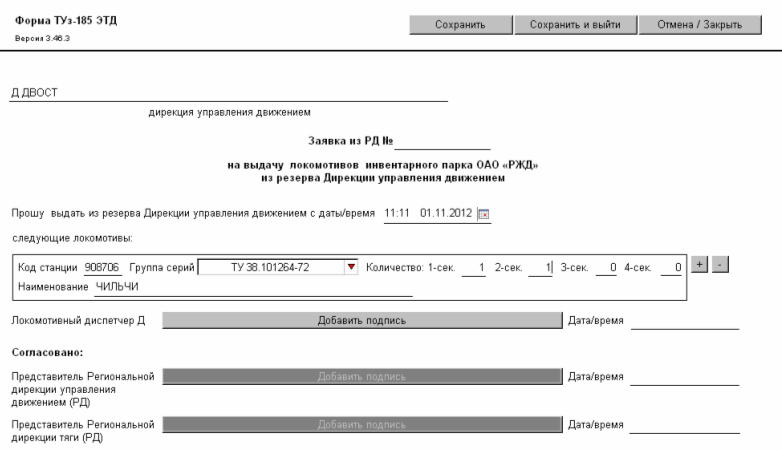 Форма ТУз-185 ЭТД
Версия 3.46.3
Сохранить Сохранить и выйти Отмена / Закрыть
Д ДВОСТ
дирекция управления движением
Заявка из РД №
на выдачу локомотивов инвентарного парка ОАО «РЖД»
из резерва Дирекции управления движением
Прошу выдать из резерва Дирекции управления движением с даты/время 11:11 01.11.2012
следующие локомотивы:
Код станции 908706 Группа серий ТУ 38.101264-72 Количество: 1-сек. 1 2-сек. 1 3-сек. 0 4-сек. 0 + -
Наименование ЧИЛЬЧИ
Локомотивный диспетчер Д Добавить подпись Дата/время
Согласовано:
Представитель Региональной Добавить подпись Дата/время
дирекции управления
движением (РД)
Представитель Региональной Добавить подпись Дата/время
дирекции тяги (РД)